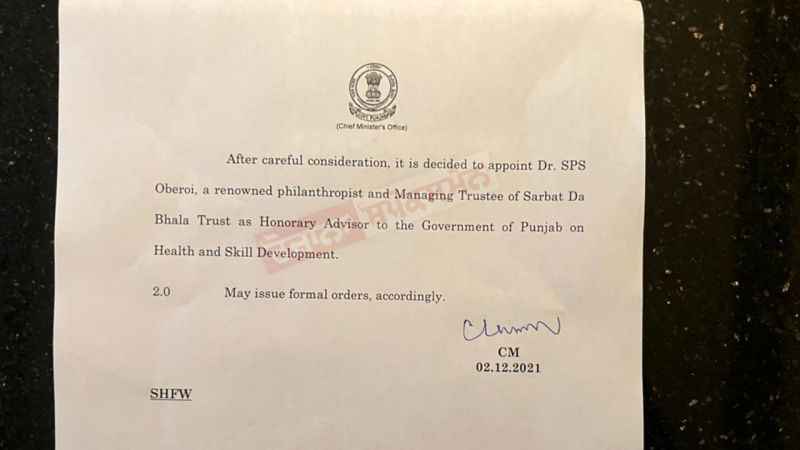 (Chief Minister's Office)
After careful consideration, it is decided to appoint Dr. SPS
Oberoi, a renowned philanthropist and Managing Trustee of Sarbat Da
Bhala Trust as Honorary Advisor to the Government of Punjab on
Health and Skill Development.
2.0 May issue formal orders, accordingly.
CM
02.12.2021
SHFW